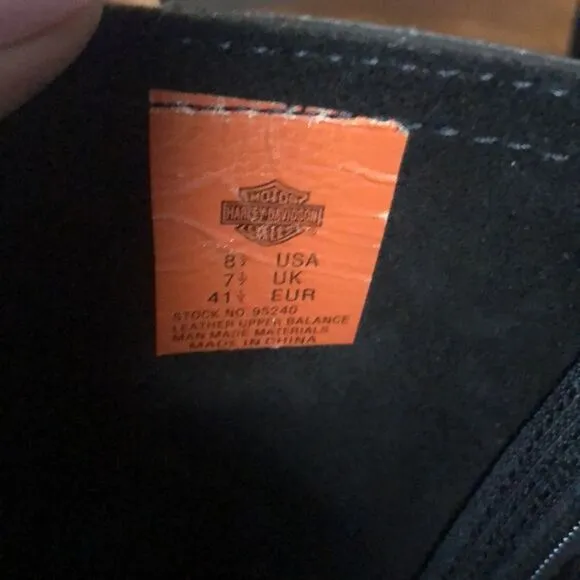 MOTOR
HARLEY-DAVIDSON
8½ USA
7½ UK
41½ EUR
STOCK NO. 95240
LEATHER UPPER BALANCE
MAN MADE MATERIALS
MADE IN CHINA